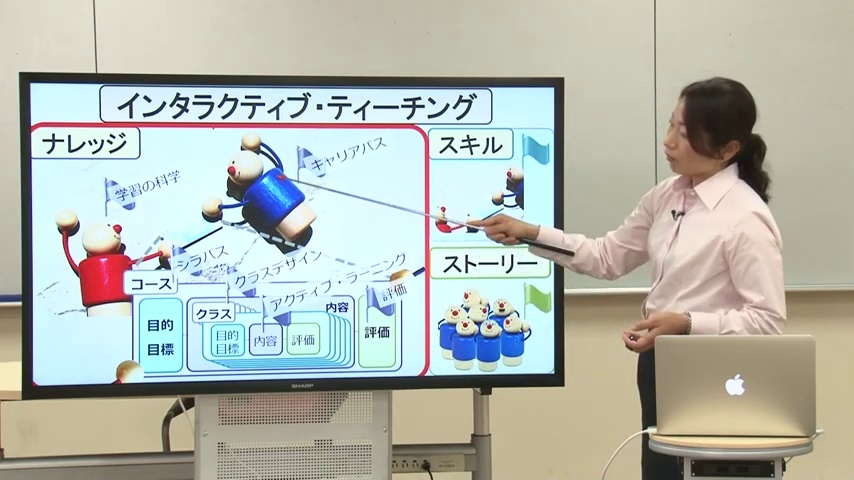 インタラクティブ・ティーチング
ナレッジ
学習の科学
キャリアパス
シラバス
クラスデザイン
アクティブ・ラーニング
評価
コース
目的
目標
クラス
内容
目的
目標
内容
評価
評価
スキル
ストーリー
SHARP